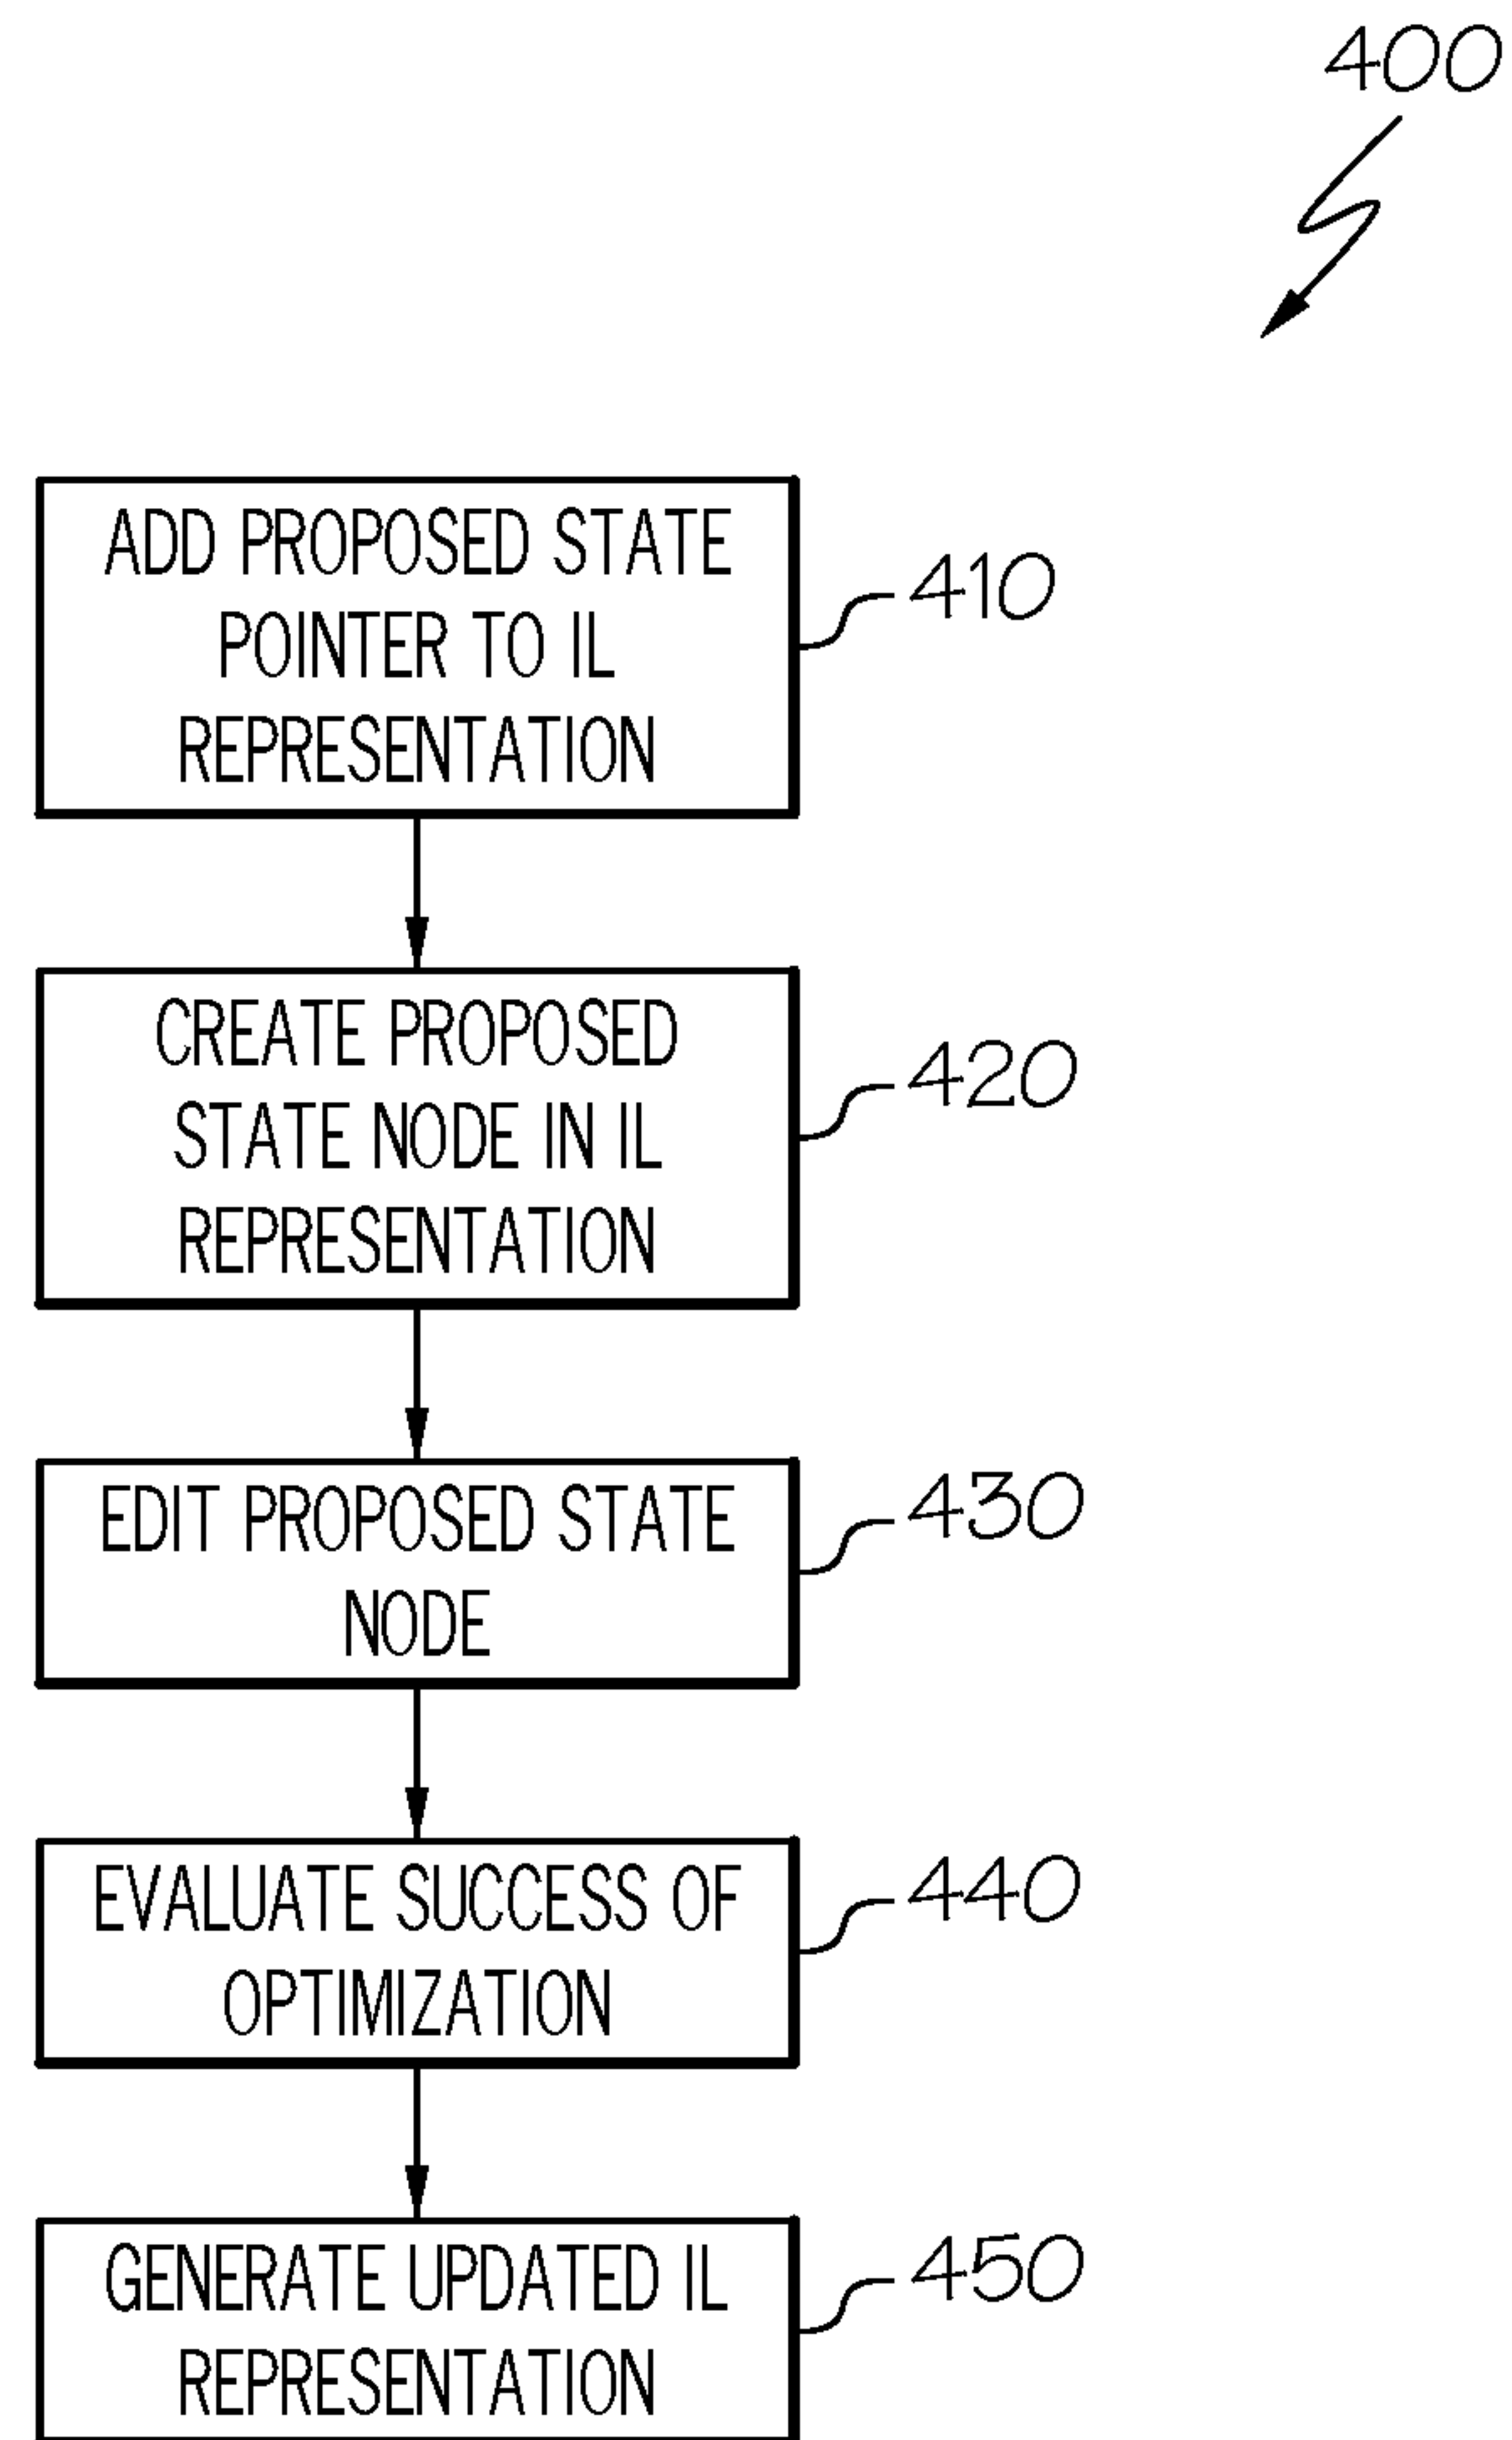 400
ADD PROPOSED STATE
POINTER TO IL
REPRESENTATION
410
CREATE PROPOSED
STATE NODE IN IL
REPRESENTATION
420
EDIT PROPOSED STATE
NODE
430
EVALUATE SUCCESS OF
OPTIMIZATION
440
GENERATE UPDATED IL
REPRESENTATION
450